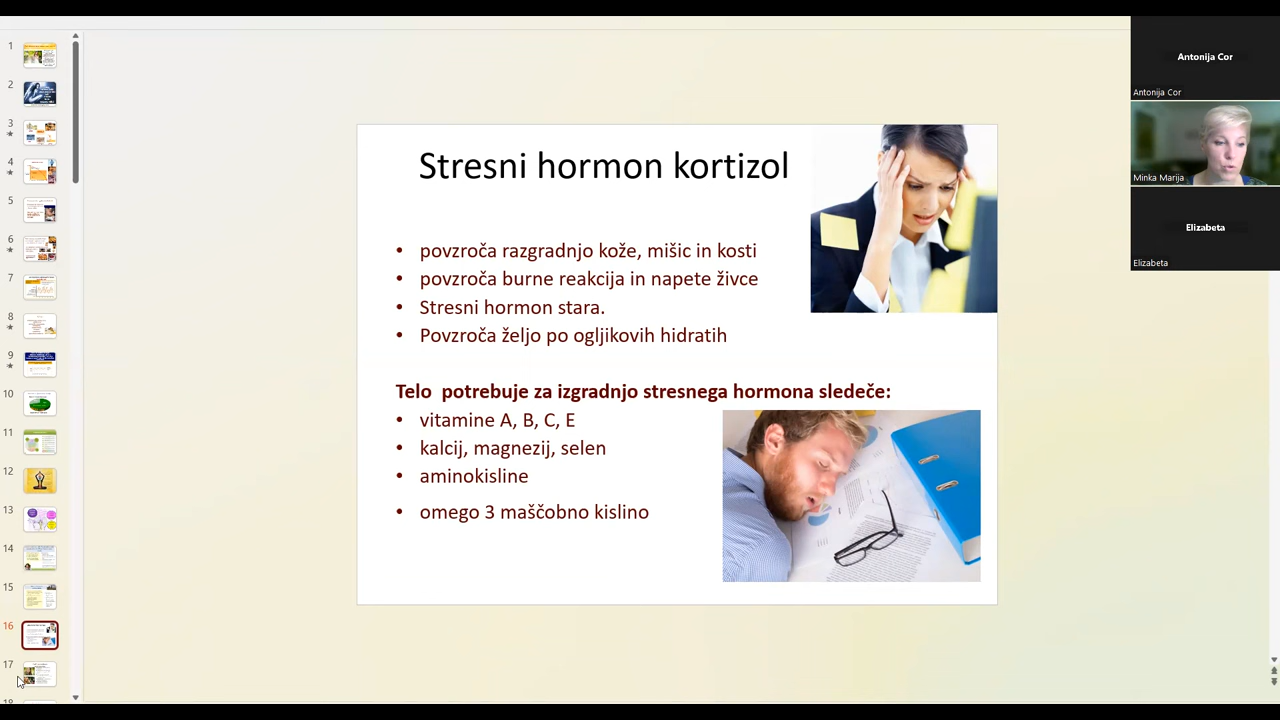 Stresni hormon kortizol
• povzroča razgradnjo kože, mišic in kosti
• povzroča burne reakcija in napete živce
• Stresni hormon stara.
• Povzroča željo po ogljikovih hidratih
Telo potrebuje za izgradnjo stresnega hormona sledeče:
• vitamine A, B, C, E
• kalcij, magnezij, selen
• aminokisline
• omego 3 maščobno kislino
Antonija Cor
Antonija Cor
Minka Marija
Elizabeta
Elizabeta
1
2
3
4
5
6
7
8
9
10
11
12
13
14
15
16
17